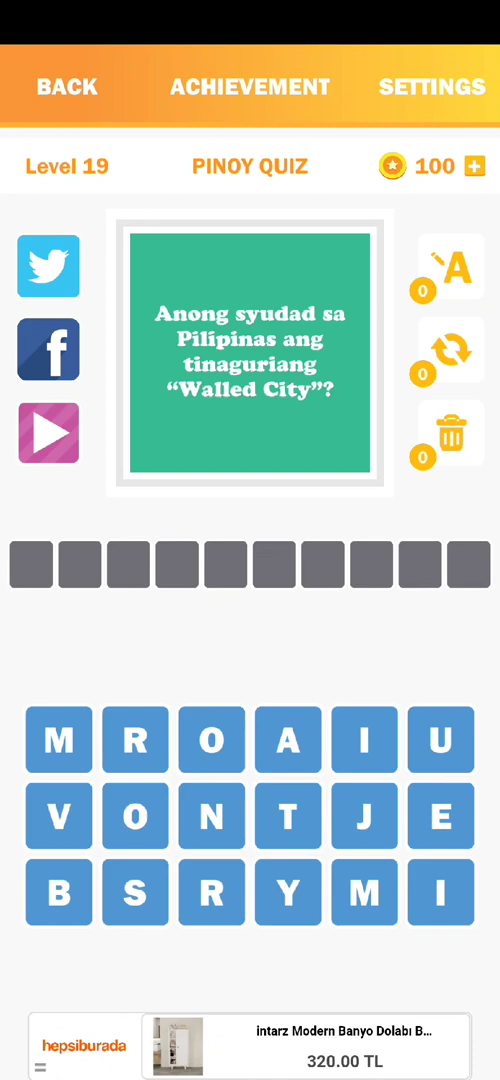 BACK ACHIEVEMENT SETTINGS
Level 19 PINOY QUIZ 100
Anong syudad sa
Pilipinas ang
tinaguriang
“Walled City”?
A
0
0
0
M R O A I U
V O N T J E
B S R Y M I
hepsiburada
intarz Modern Banyo Dolabı B...
320.00 TL